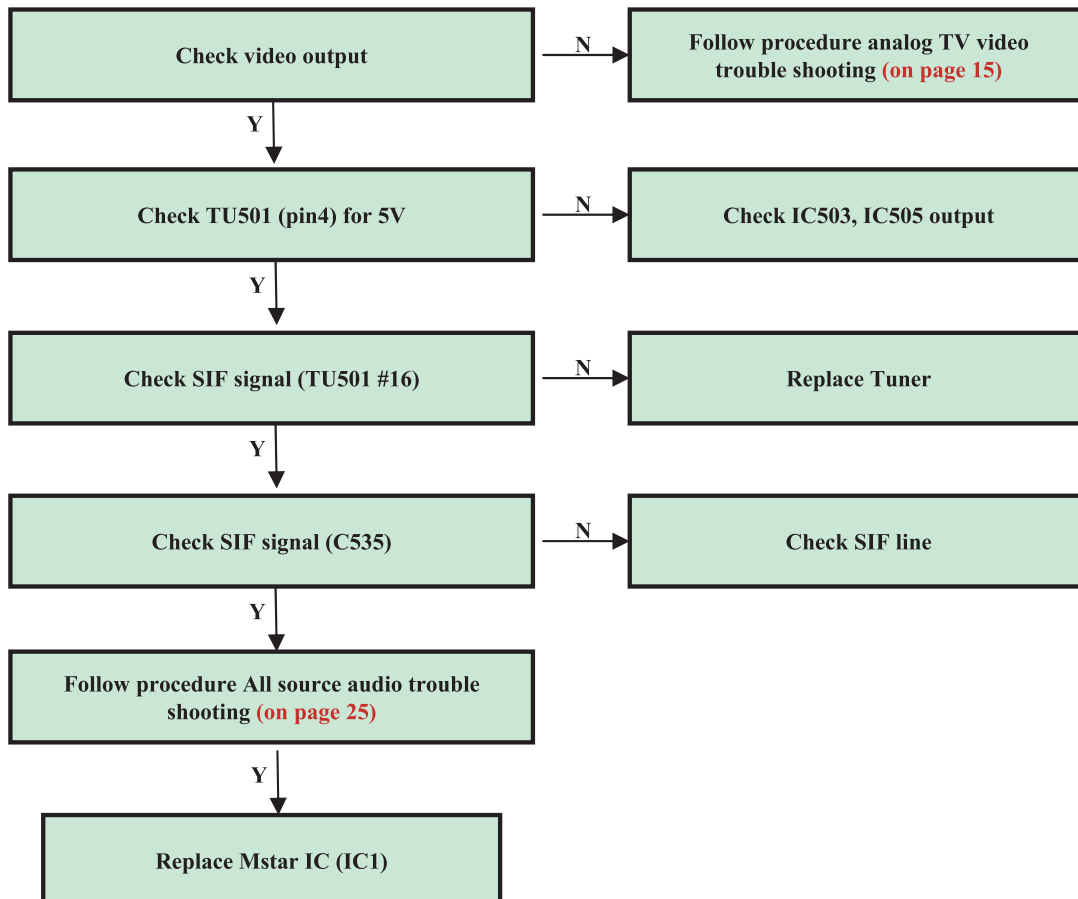 Check video output
N
Follow procedure analog TV video
trouble shooting (on page 15)
Y
Check TU501 (pin4) for 5V
N
Check IC503, IC505 output
Y
Check SIF signal (TU501 #16)
N
Replace Tuner
Y
Check SIF signal (C535)
N
Check SIF line
Y
Follow procedure All source audio trouble
shooting (on page 25)
Y
Replace Mstar IC (IC1)